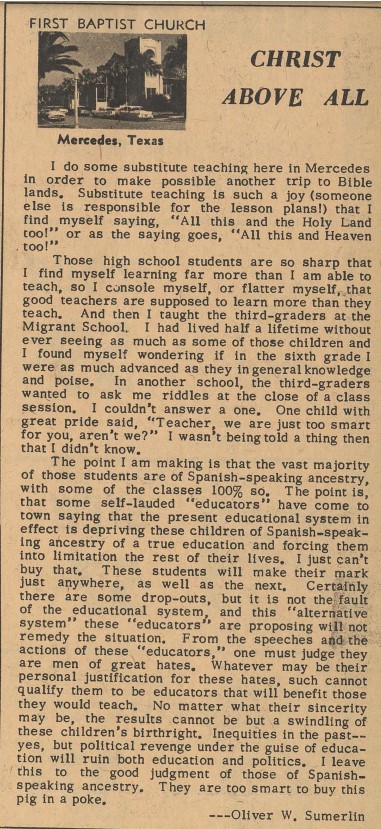 FIRST BAPTIST CHURCH
CHRIST
ABOVE ALL
Mercedes, Texas
I do some substitute teaching here in Mercedes
in order to make possible another trip to Bible
lands. Substitute teaching is such a joy (someone
else is responsible for the lesson plans!) that I
find myself saying, "All this and the Holy Land
too!" or as the saying goes, "All this and Heaven
too!"
Those high school students are so sharp that
I find myself learning far more than I am able to
teach, so I console myself, or flatter myself, that
good teachers are supposed to learn more than they
teach. And then I taught the third-graders at the
Migrant School. I had lived half a lifetime without
ever seeing as much as some of those children and
I found myself wondering if in the sixth grade I
were as much advanced as they in general knowledge
and poise. In another school, the third-graders
wanted to ask me riddles at the close of a class
session. I couldn't answer a one. One child with
great pride said, "Teacher, we are just too smart
for you, aren't we?" I wasn't being told a thing then
that I didn't know.
The point I am making is that the vast majority
of those students are of Spanish-speaking ancestry,
with some of the classes 100% so. The point is,
that some self-lauded "educators" have come to
town saying that the present educational system in
effect is depriving these children of Spanish-speak-
ing ancestry of a true education and forcing them
into limitation the rest of their lives. I just can't
buy that. These students will make their mark
just anywhere, as well as the next. Certainly
there are some drop-outs, but it is not the fault
of the educational system, and this "alternative
system" these "educators" are proposing will not
remedy the situation. From the speeches and the
actions of these "educators," one must judge they
are men of great hates. Whatever may be their
personal justification for these hates, such cannot
qualify them to be educators that will benefit those
they would teach. No matter what their sincerity
may be, the results cannot be but a swindling of
these children's birthright. Inequities in the past--
yes, but political revenge under the guise of educa-
tion will ruin both education and politics. I leave
this to the good judgment of those of Spanish-
speaking ancestry. They are too smart to buy this
pig in a poke.
---Oliver W. Sumerlin